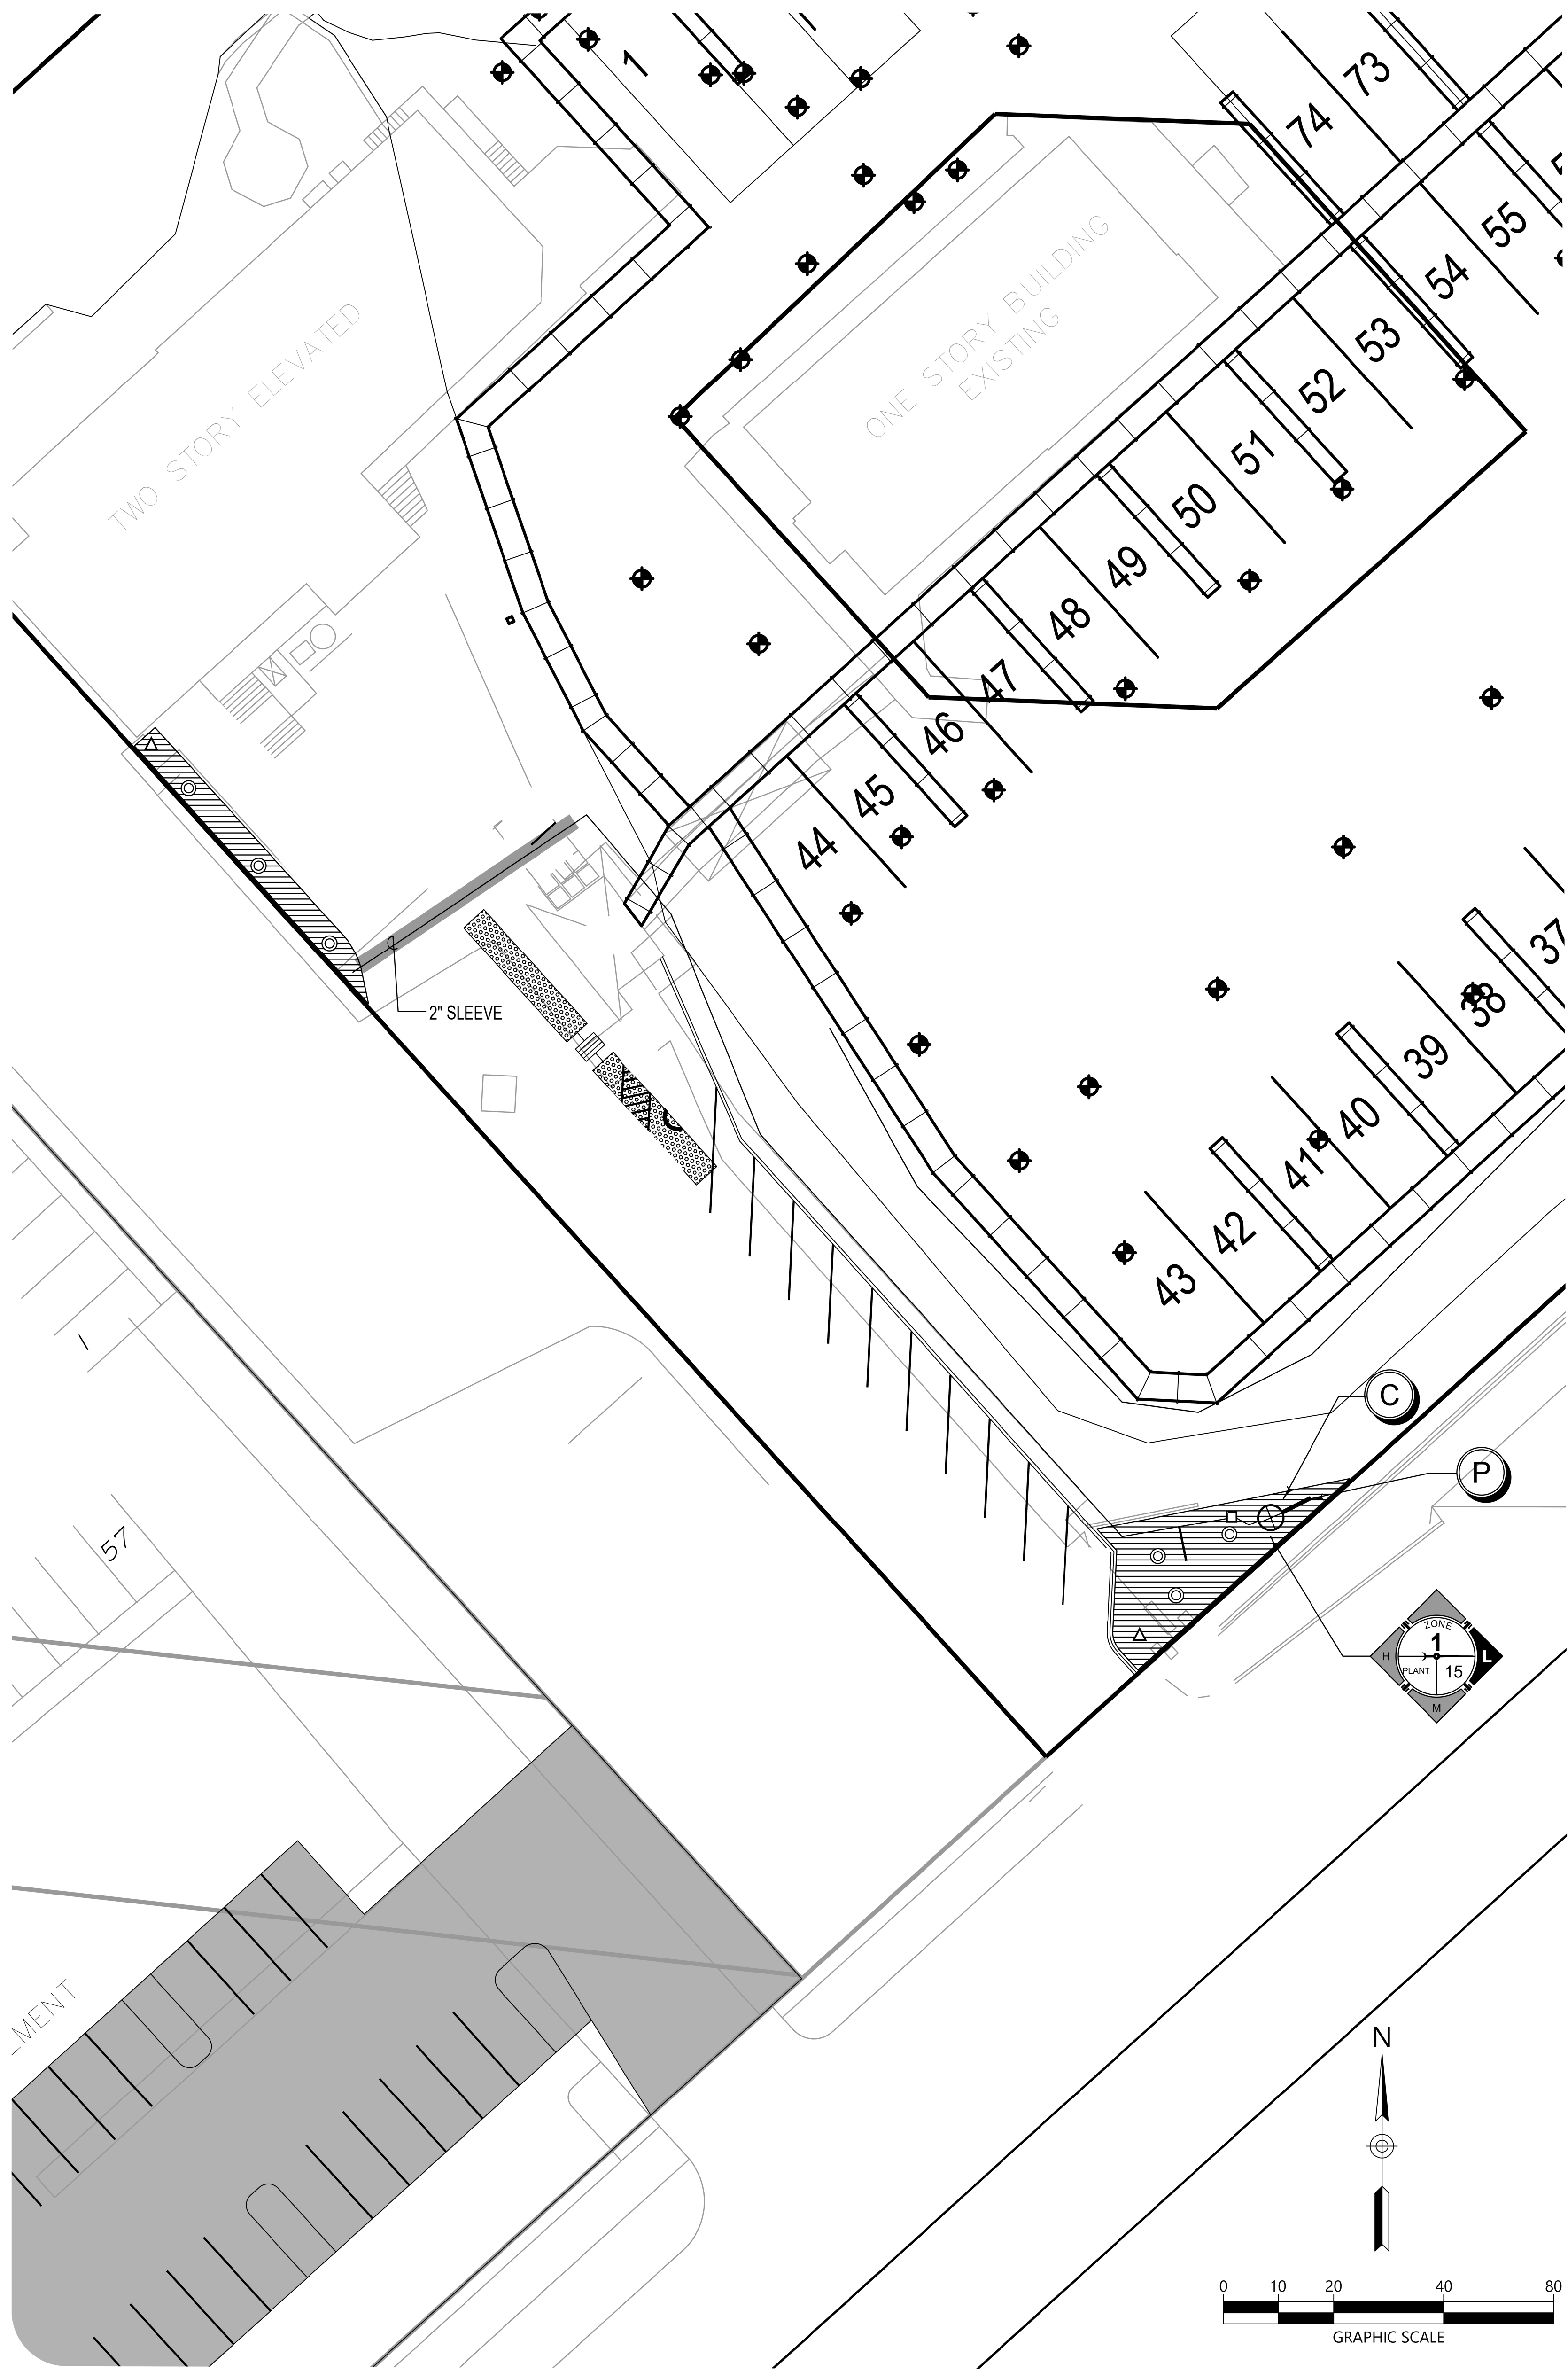 1
73
74
55
54
53
52
51
50
49
48
47
46
45
44
TWO STORY ELEVATED
ONE STORY BUILDING
EXISTING
2" SLEEVE
37
38
39
40
41
42
43
C
P
ZONE
1
H
L
PLANT
15
M
57
N
0 10 20 40 80
GRAPHIC SCALE